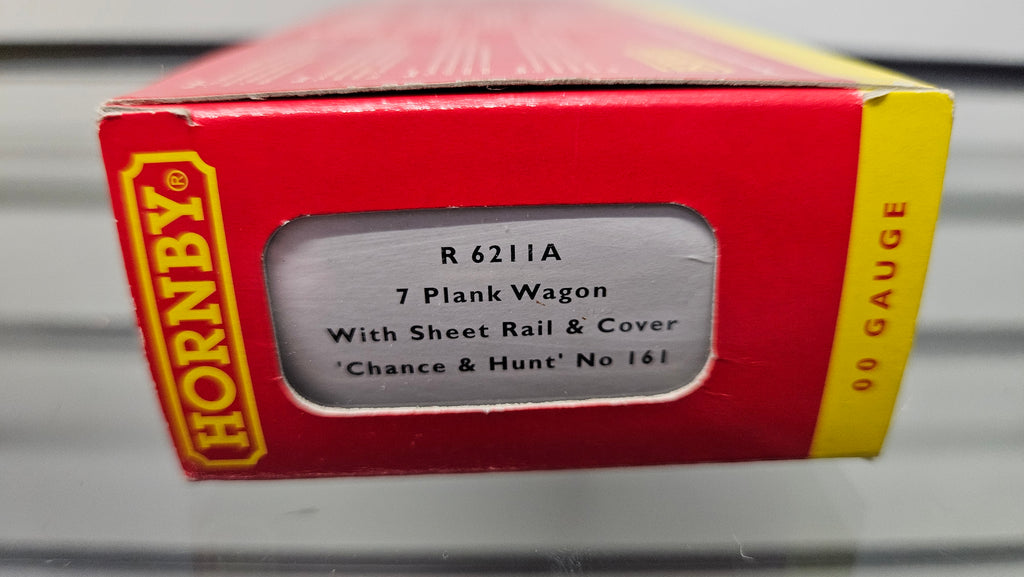 HORNBY®
R 6211A
7 Plank Wagon
With Sheet Rail & Cover
'Chance & Hunt' No 161
00 GAUGE